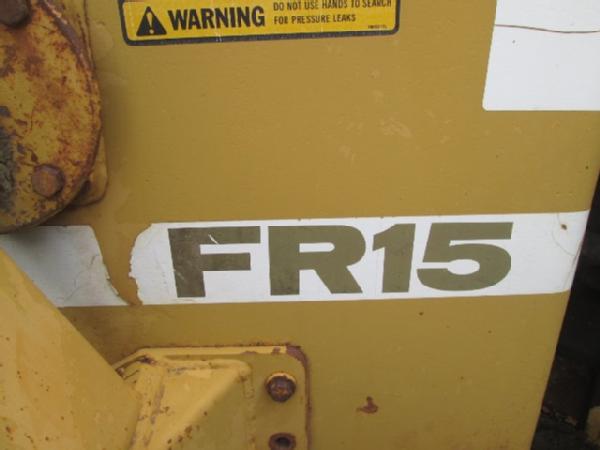 WARNING
DO NOT USE HANDS TO SEARCH
FOR PRESSURE LEAKS
FR15